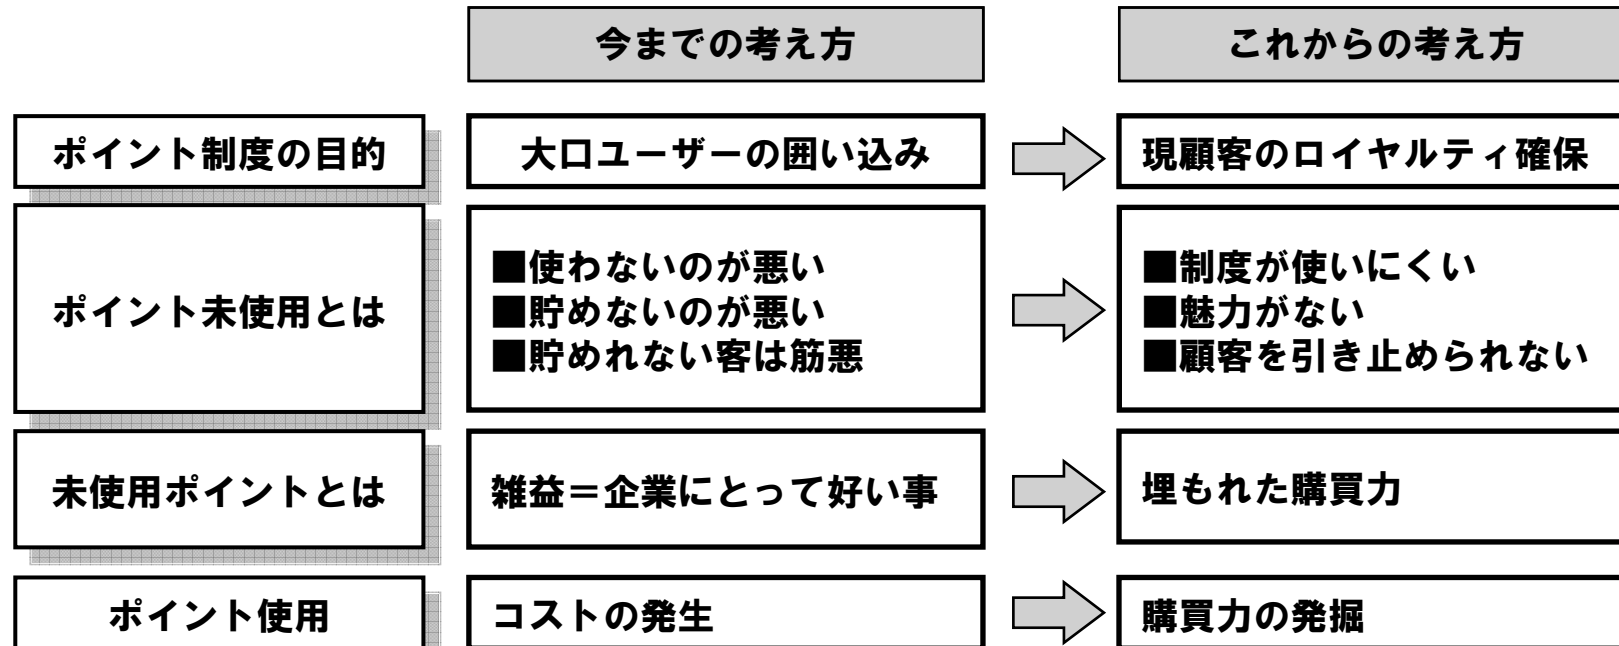 今までの考え方
これからの考え方
ポイント制度の目的
大口ユーザーの囲い込み
現顧客のロイヤルティ確保
ポイント未使用とは
■使わないのが悪い
■貯めないのが悪い
■貯めれない客は筋悪
■制度が使いにくい
■魅力がない
■顧客を引き止められない
未使用ポイントとは
雑益＝企業にとって好い事
埋もれた購買力
ポイント使用
コストの発生
購買力の発掘